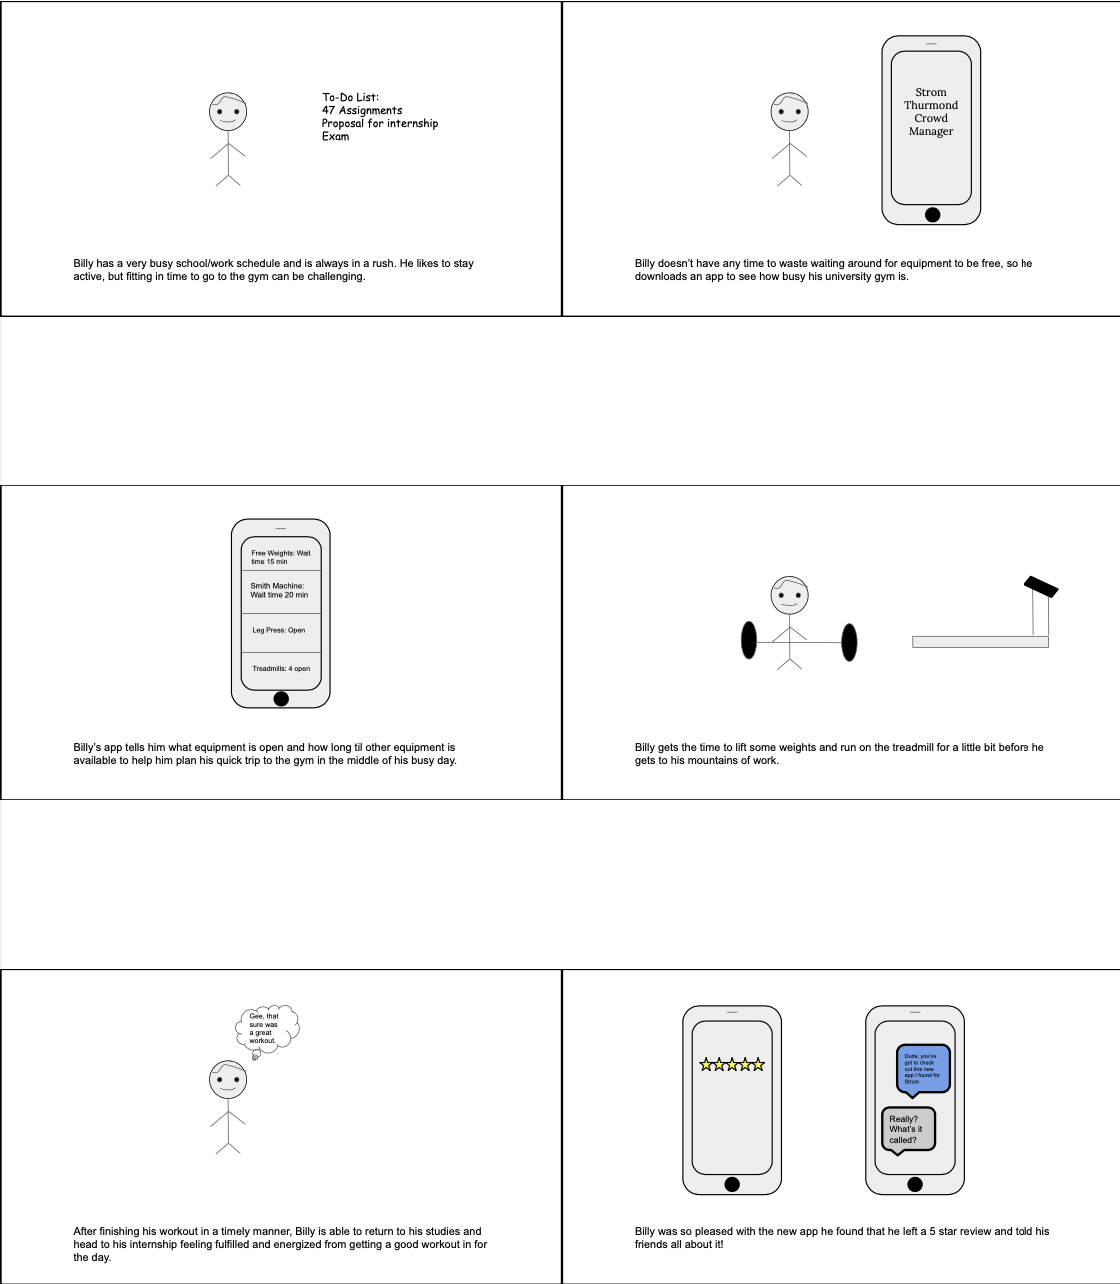 To-Do List:
47 Assignments
Proposal for internship
Exam
Billy has a very busy school/work schedule and is always in a rush. He likes to stay
active, but fitting in time to go to the gym can be challenging.
Strom
Thurmond
Crowd
Manager
Billy doesn't have any time to waste waiting around for equipment to be free, so he
downloads an app to see how busy his university gym is.
Free Weights: Wait
time 15 min
Smith Machine:
Wait time 20 min
Leg Press: Open
Treadmills: 4 open
Billy's app tells him what equipment is open and how long til other equipment is
available to help him plan his quick trip to the gym in the middle of his busy day.
Billy gets the time to lift some weights and run on the treadmill for a little bit before he
gets to his mountains of work.
Gee, that
sure was
a great
workout.
After finishing his workout in a timely manner, Billy is able to return to his studies and
head to his internship feeling fulfilled and energized from getting a good workout in for
the day.
Dude, you've
got to check
out this new
app I found for
Strom
Really?
What's it
called?
Billy was so pleased with the new app he found that he left a 5 star review and told his
friends all about it!